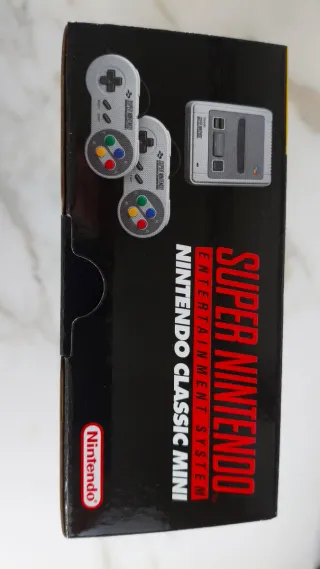 SUPER NINTENDO
ENTERTAINMENT SYSTEM
NINTENDO CLASSIC MINI
Nintendo